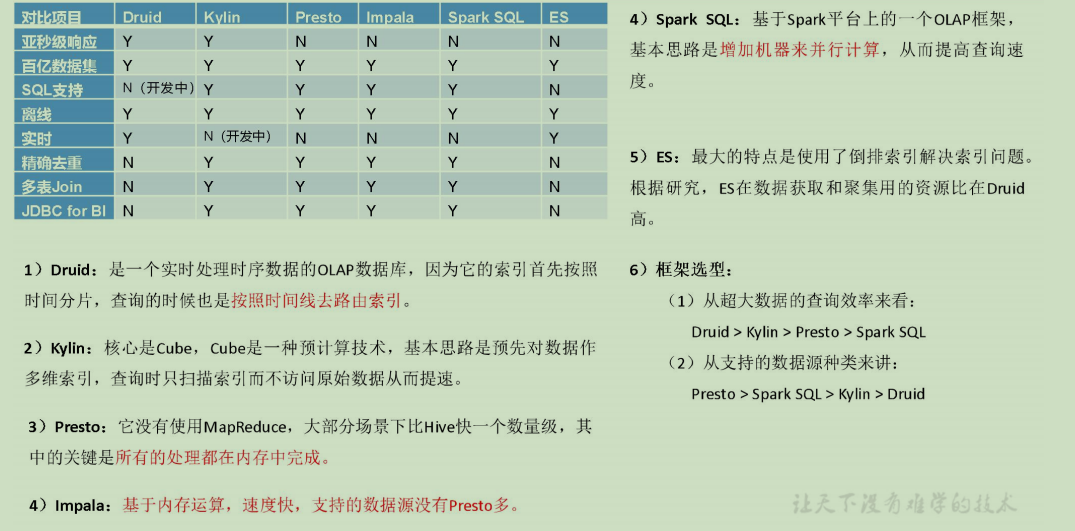 对比项目 Druid Kylin Presto Impala Spark SQL ES
亚秒级响应 Y Y N N N N
百亿数据集 Y Y Y Y Y Y
SQL支持 N（开发中） Y Y Y Y N
离线 Y Y Y Y Y Y
实时 Y N（开发中） N N N Y
精确去重 N Y Y Y Y N
多表Join N Y Y Y Y N
JDBC for BI N Y Y Y Y N
1）Druid：是一个实时处理时序数据的OLAP数据库，因为它的索引首先按照
时间分片，查询的时候也是按照时间线去路由索引。
2）Kylin：核心是Cube，Cube是一种预计算技术，基本思路是预先对数据作
多维索引，查询时只扫描索引而不访问原始数据从而提速。
3）Presto：它没有使用MapReduce，大部分场景下比Hive快一个数量级，其
中的关键是所有的处理都在内存中完成。
4）Impala：基于内存运算，速度快，支持的数据源没有Presto多。
4）Spark SQL：基于Spark平台上的一个OLAP框架，
基本思路是增加机器来并行计算，从而提高查询速
度。
5）ES：最大的特点是使用了倒排索引解决索引问题。
根据研究，ES在数据获取和聚集用的资源比在Druid
高。
6）框架选型：
（1）从超大数据的查询效率来看：
Druid > Kylin > Presto > Spark SQL
（2）从支持的数据源种类来讲：
Presto > Spark SQL > Kylin > Druid
让天下没有难学的技术